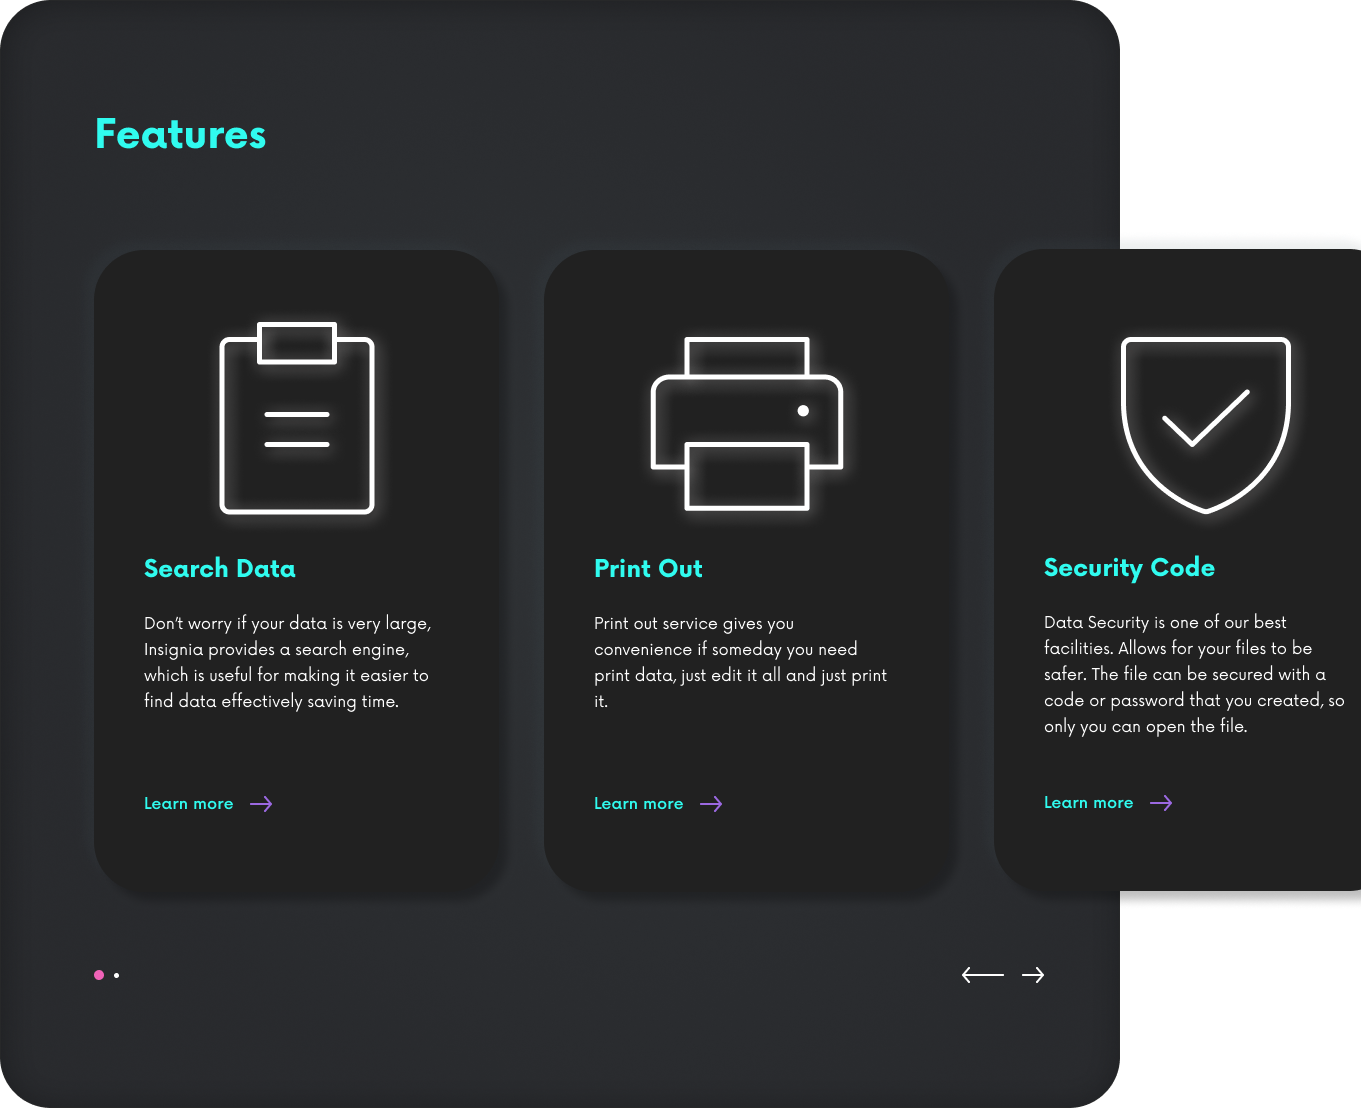 Features
Search Data
Don't worry if your data is very large,
Insignia provides a search engine,
which is useful for making it easier to
find data effectively saving time.
Learn more
Print Out
Print out service gives you
convenience if someday you need
print data, just edit it all and just print
it.
Learn more
Security Code
Data Security is one of our best
facilities. Allows for your files to be
safer. The file can be secured with a
code or password that you created, so
only you can open the file.
Learn more